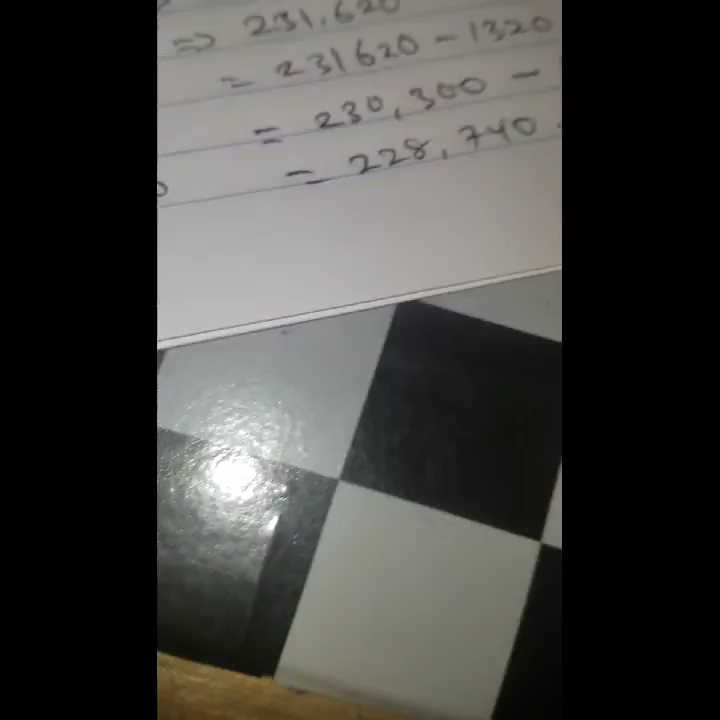 ⇒ 231,620
= 231620 - 1320
= 230,300 -
= 228,740